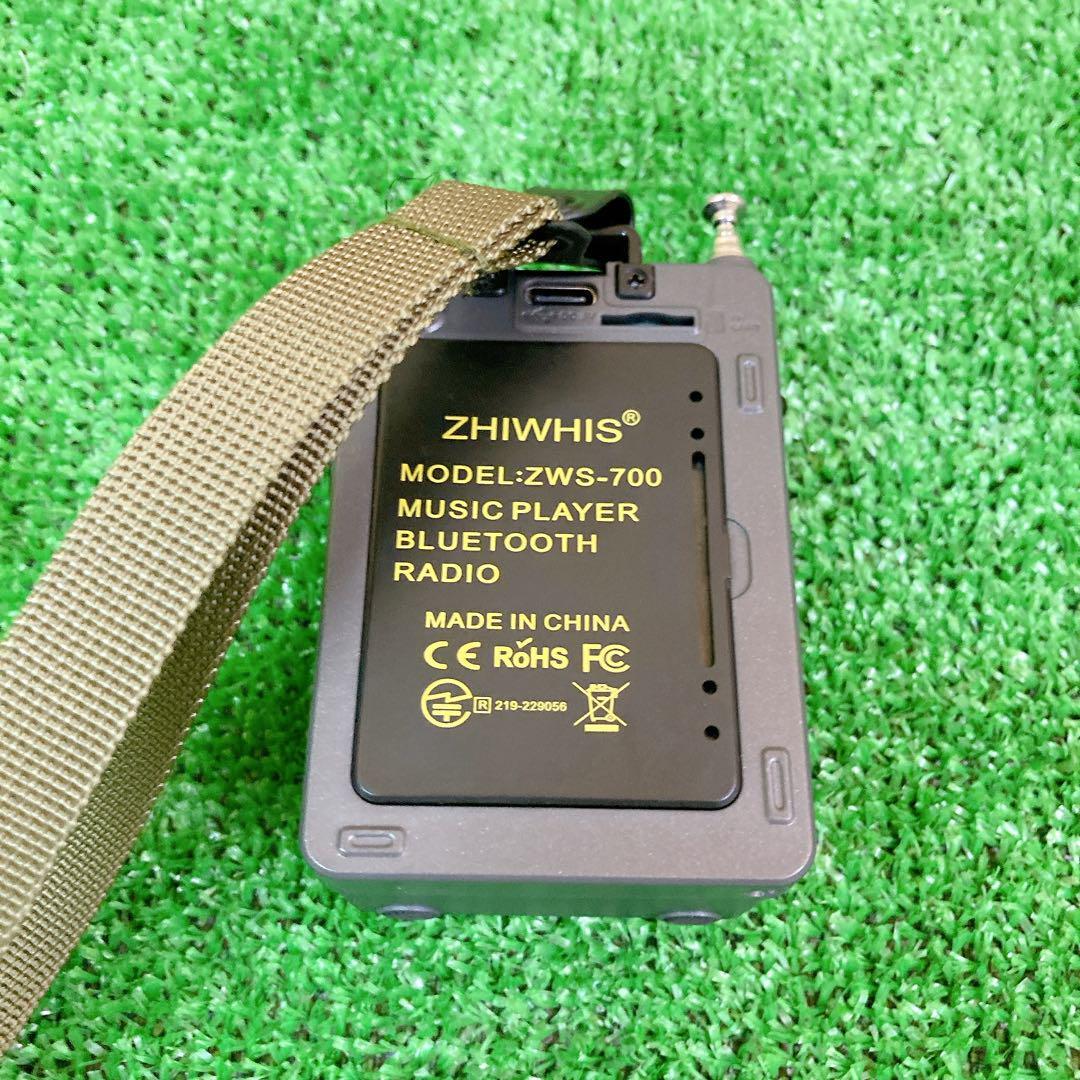 ZHIWHIS®
MODEL:ZWS-700
MUSIC PLAYER
BLUETOOTH
RADIO
MADE IN CHINA
CE RoHS FC
R 219-229056